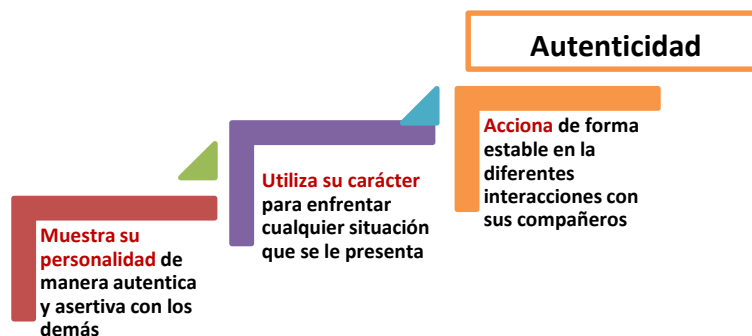 Autenticidad
Muestra su
personalidad de
manera autentica
y asertiva con los
demás
Utiliza su carácter
para enfrentar
cualquier situación
que se le presenta
Acciona de forma
estable en la
diferentes
interacciones con
sus compañeros